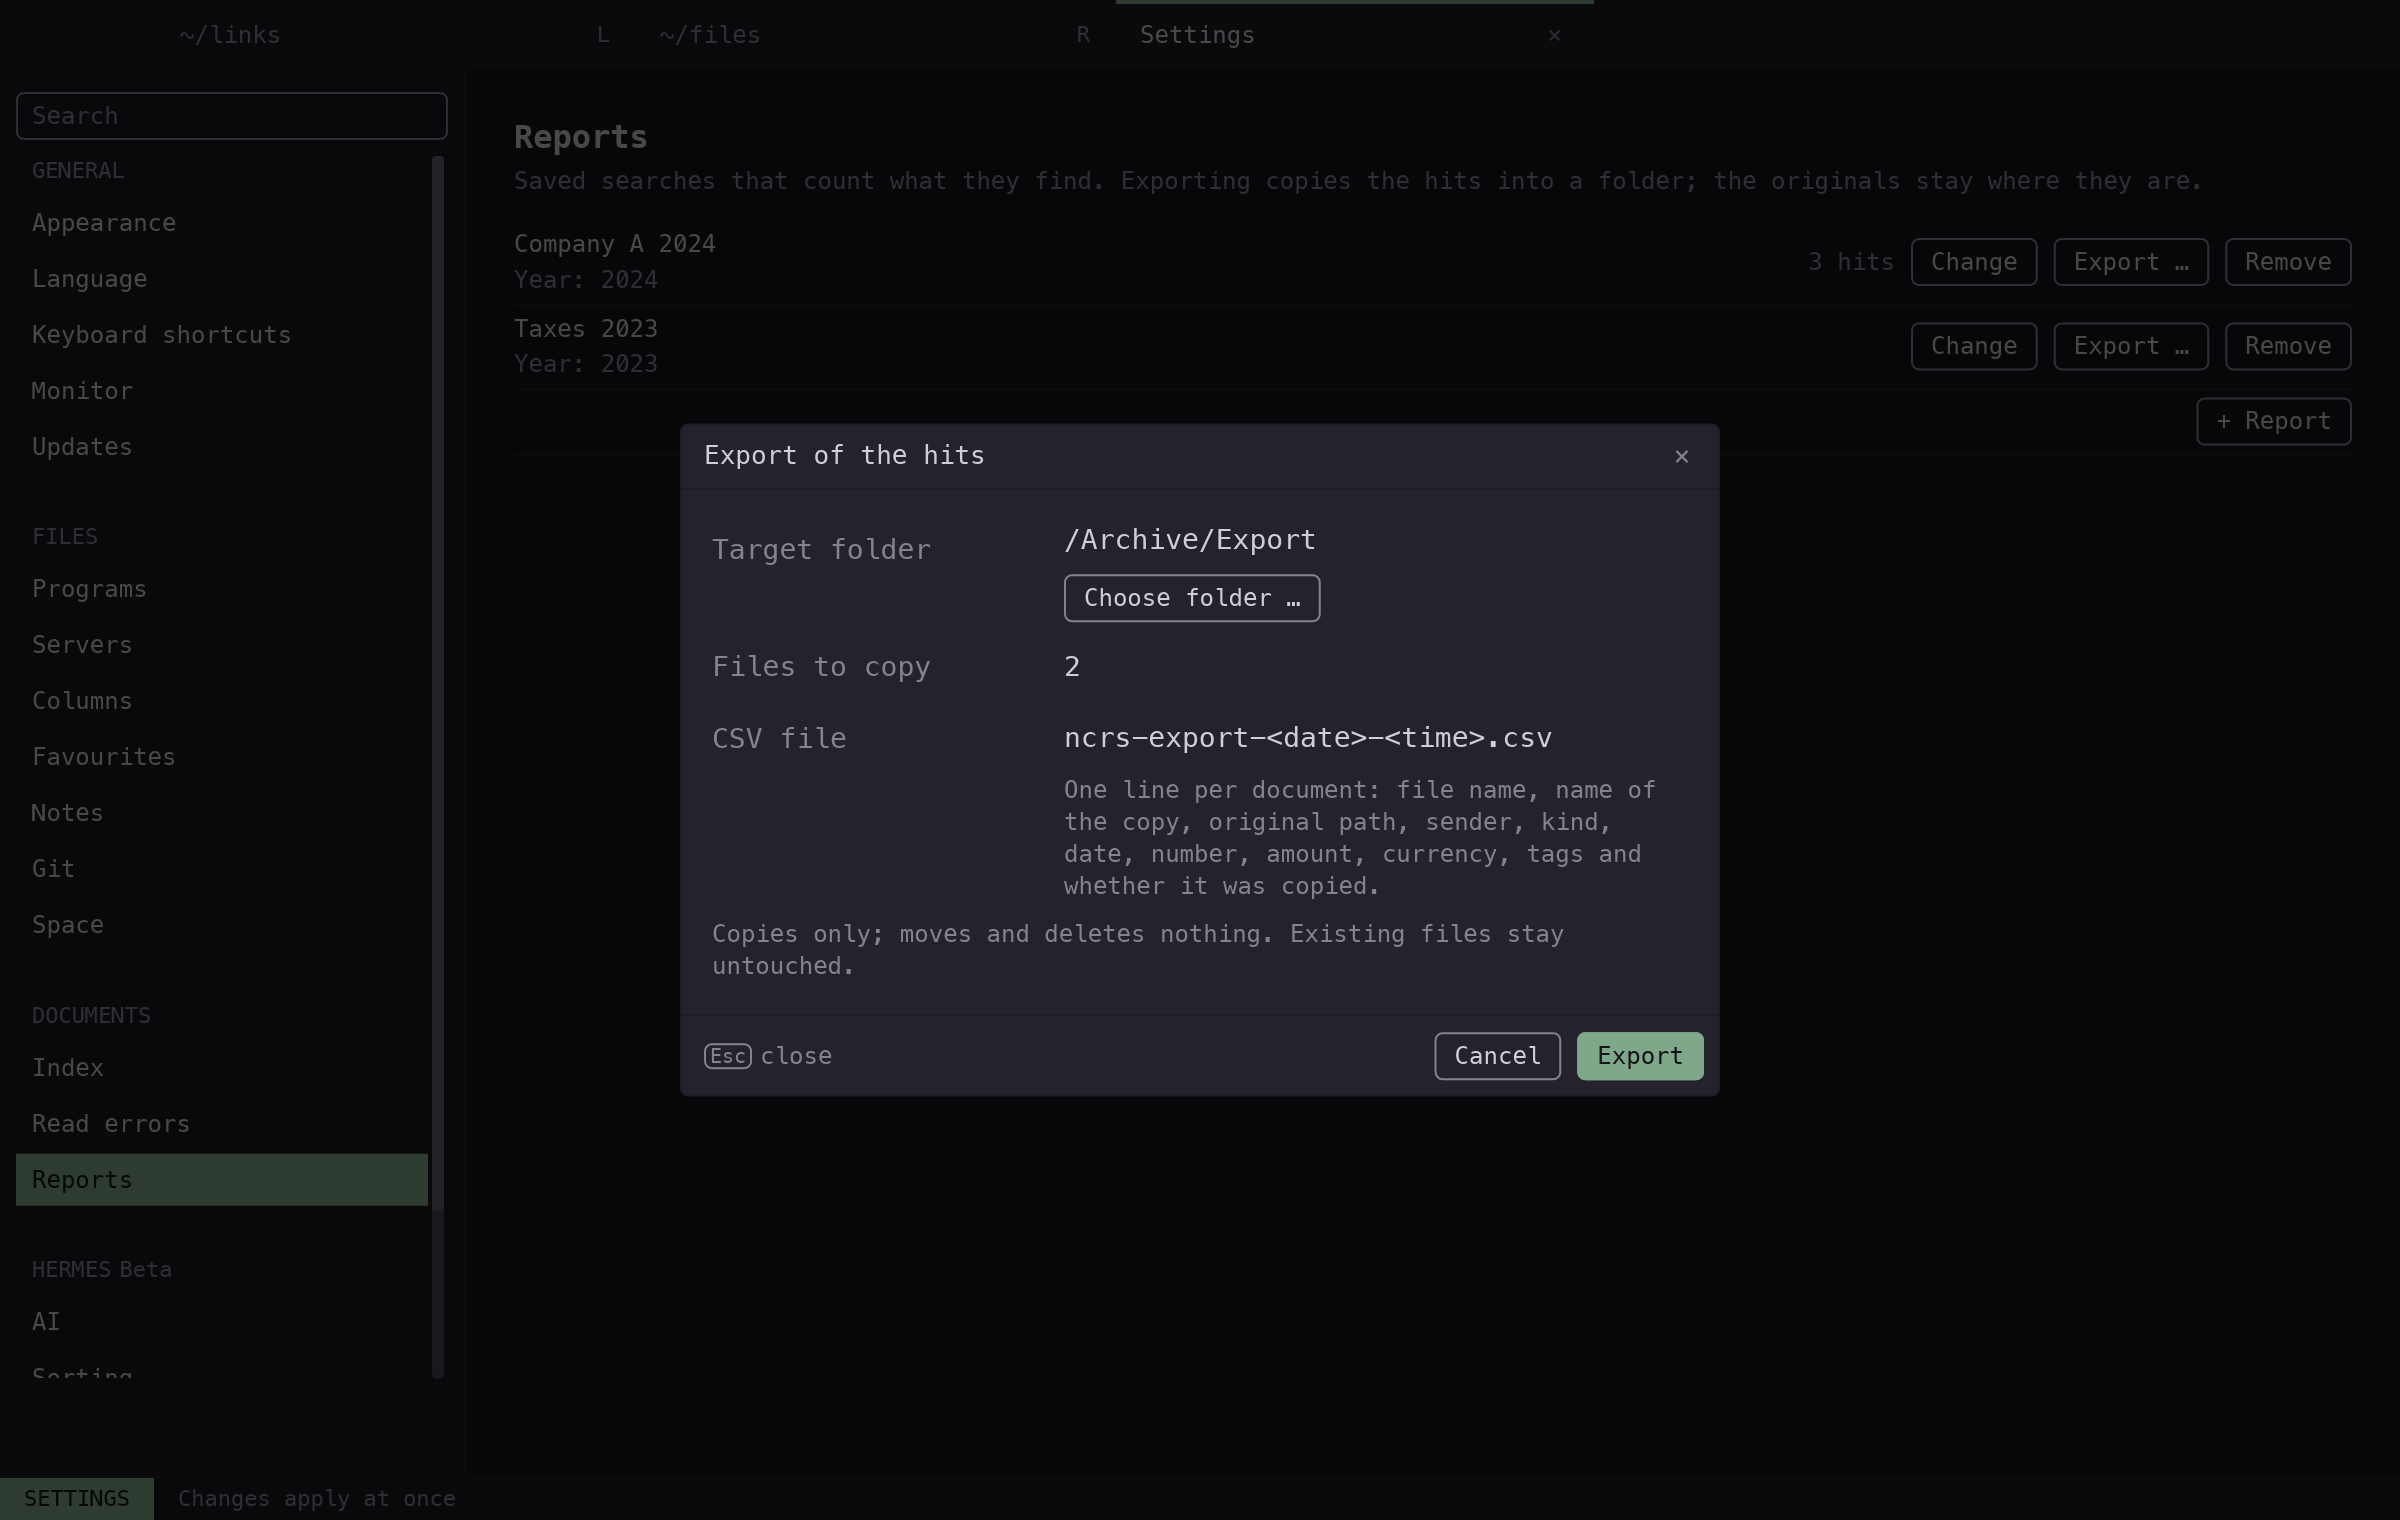 ~/links L ~/files R Settings ×
Search
GENERAL
Appearance
Language
Keyboard shortcuts
Monitor
Updates
FILES
Programs
Servers
Columns
Favourites
Notes
Git
Space
DOCUMENTS
Index
Read errors
Reports
HERMES Beta
AI
Sorting
Reports
Saved searches that count what they find. Exporting copies the hits into a folder; the originals stay where they are.
Company A 2024
Year: 2024
3 hits Change Export … Remove
Taxes 2023
Year: 2023
Change Export … Remove
+ Report
Export of the hits ×
Target folder /Archive/Export
Choose folder …
Files to copy 2
CSV file ncrs-export-<date>-<time>.csv
One line per document: file name, name of
the copy, original path, sender, kind,
date, number, amount, currency, tags and
whether it was copied.
Copies only; moves and deletes nothing. Existing files stay
untouched.
Esc close Cancel Export
SETTINGS Changes apply at once